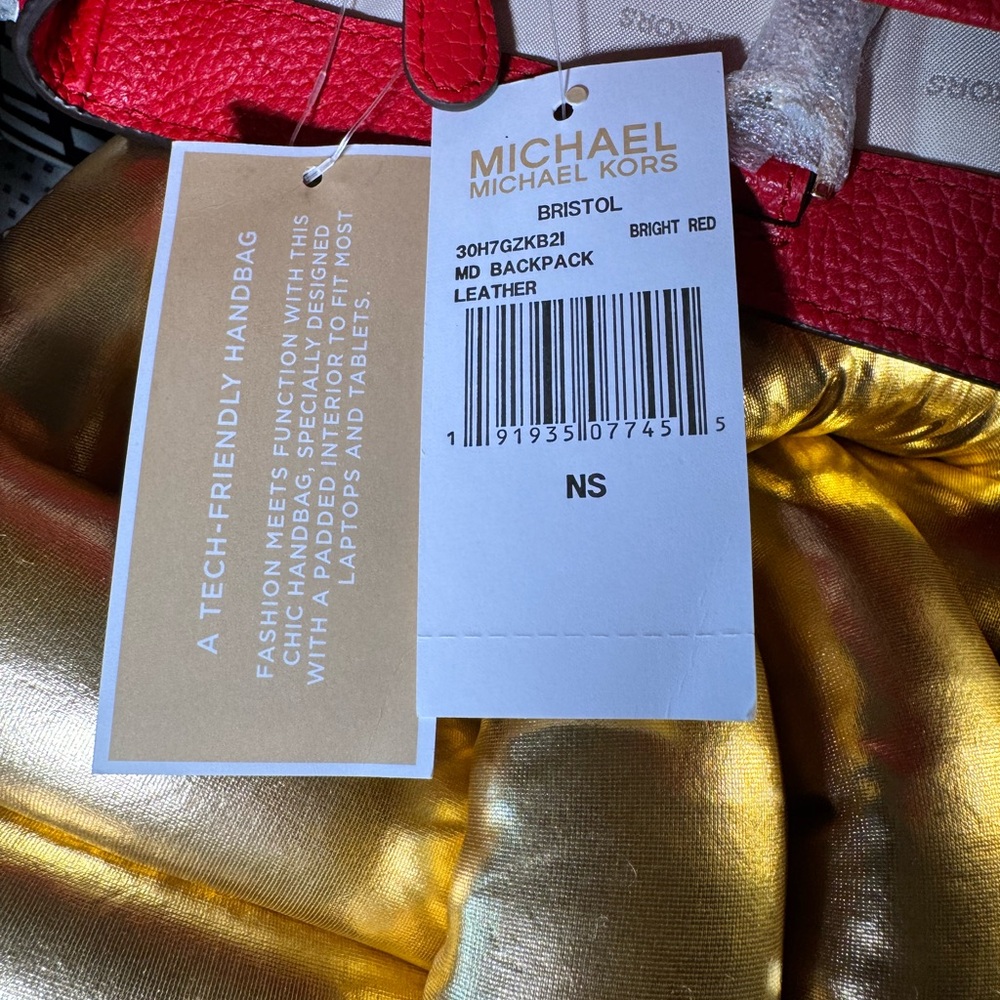 A TECH-FRIENDLY HANDBAG
FASHION MEETS FUNCTION WITH THIS
CHIC HANDBAG, SPECIALLY DESIGNED
WITH A PADDED INTERIOR TO FIT MOST
LAPTOPS AND TABLETS.
MICHAEL
MICHAEL KORS
BRISTOL
30H7GZKB2I BRIGHT RED
MD BACKPACK
LEATHER
1 91935 07745 5
NS